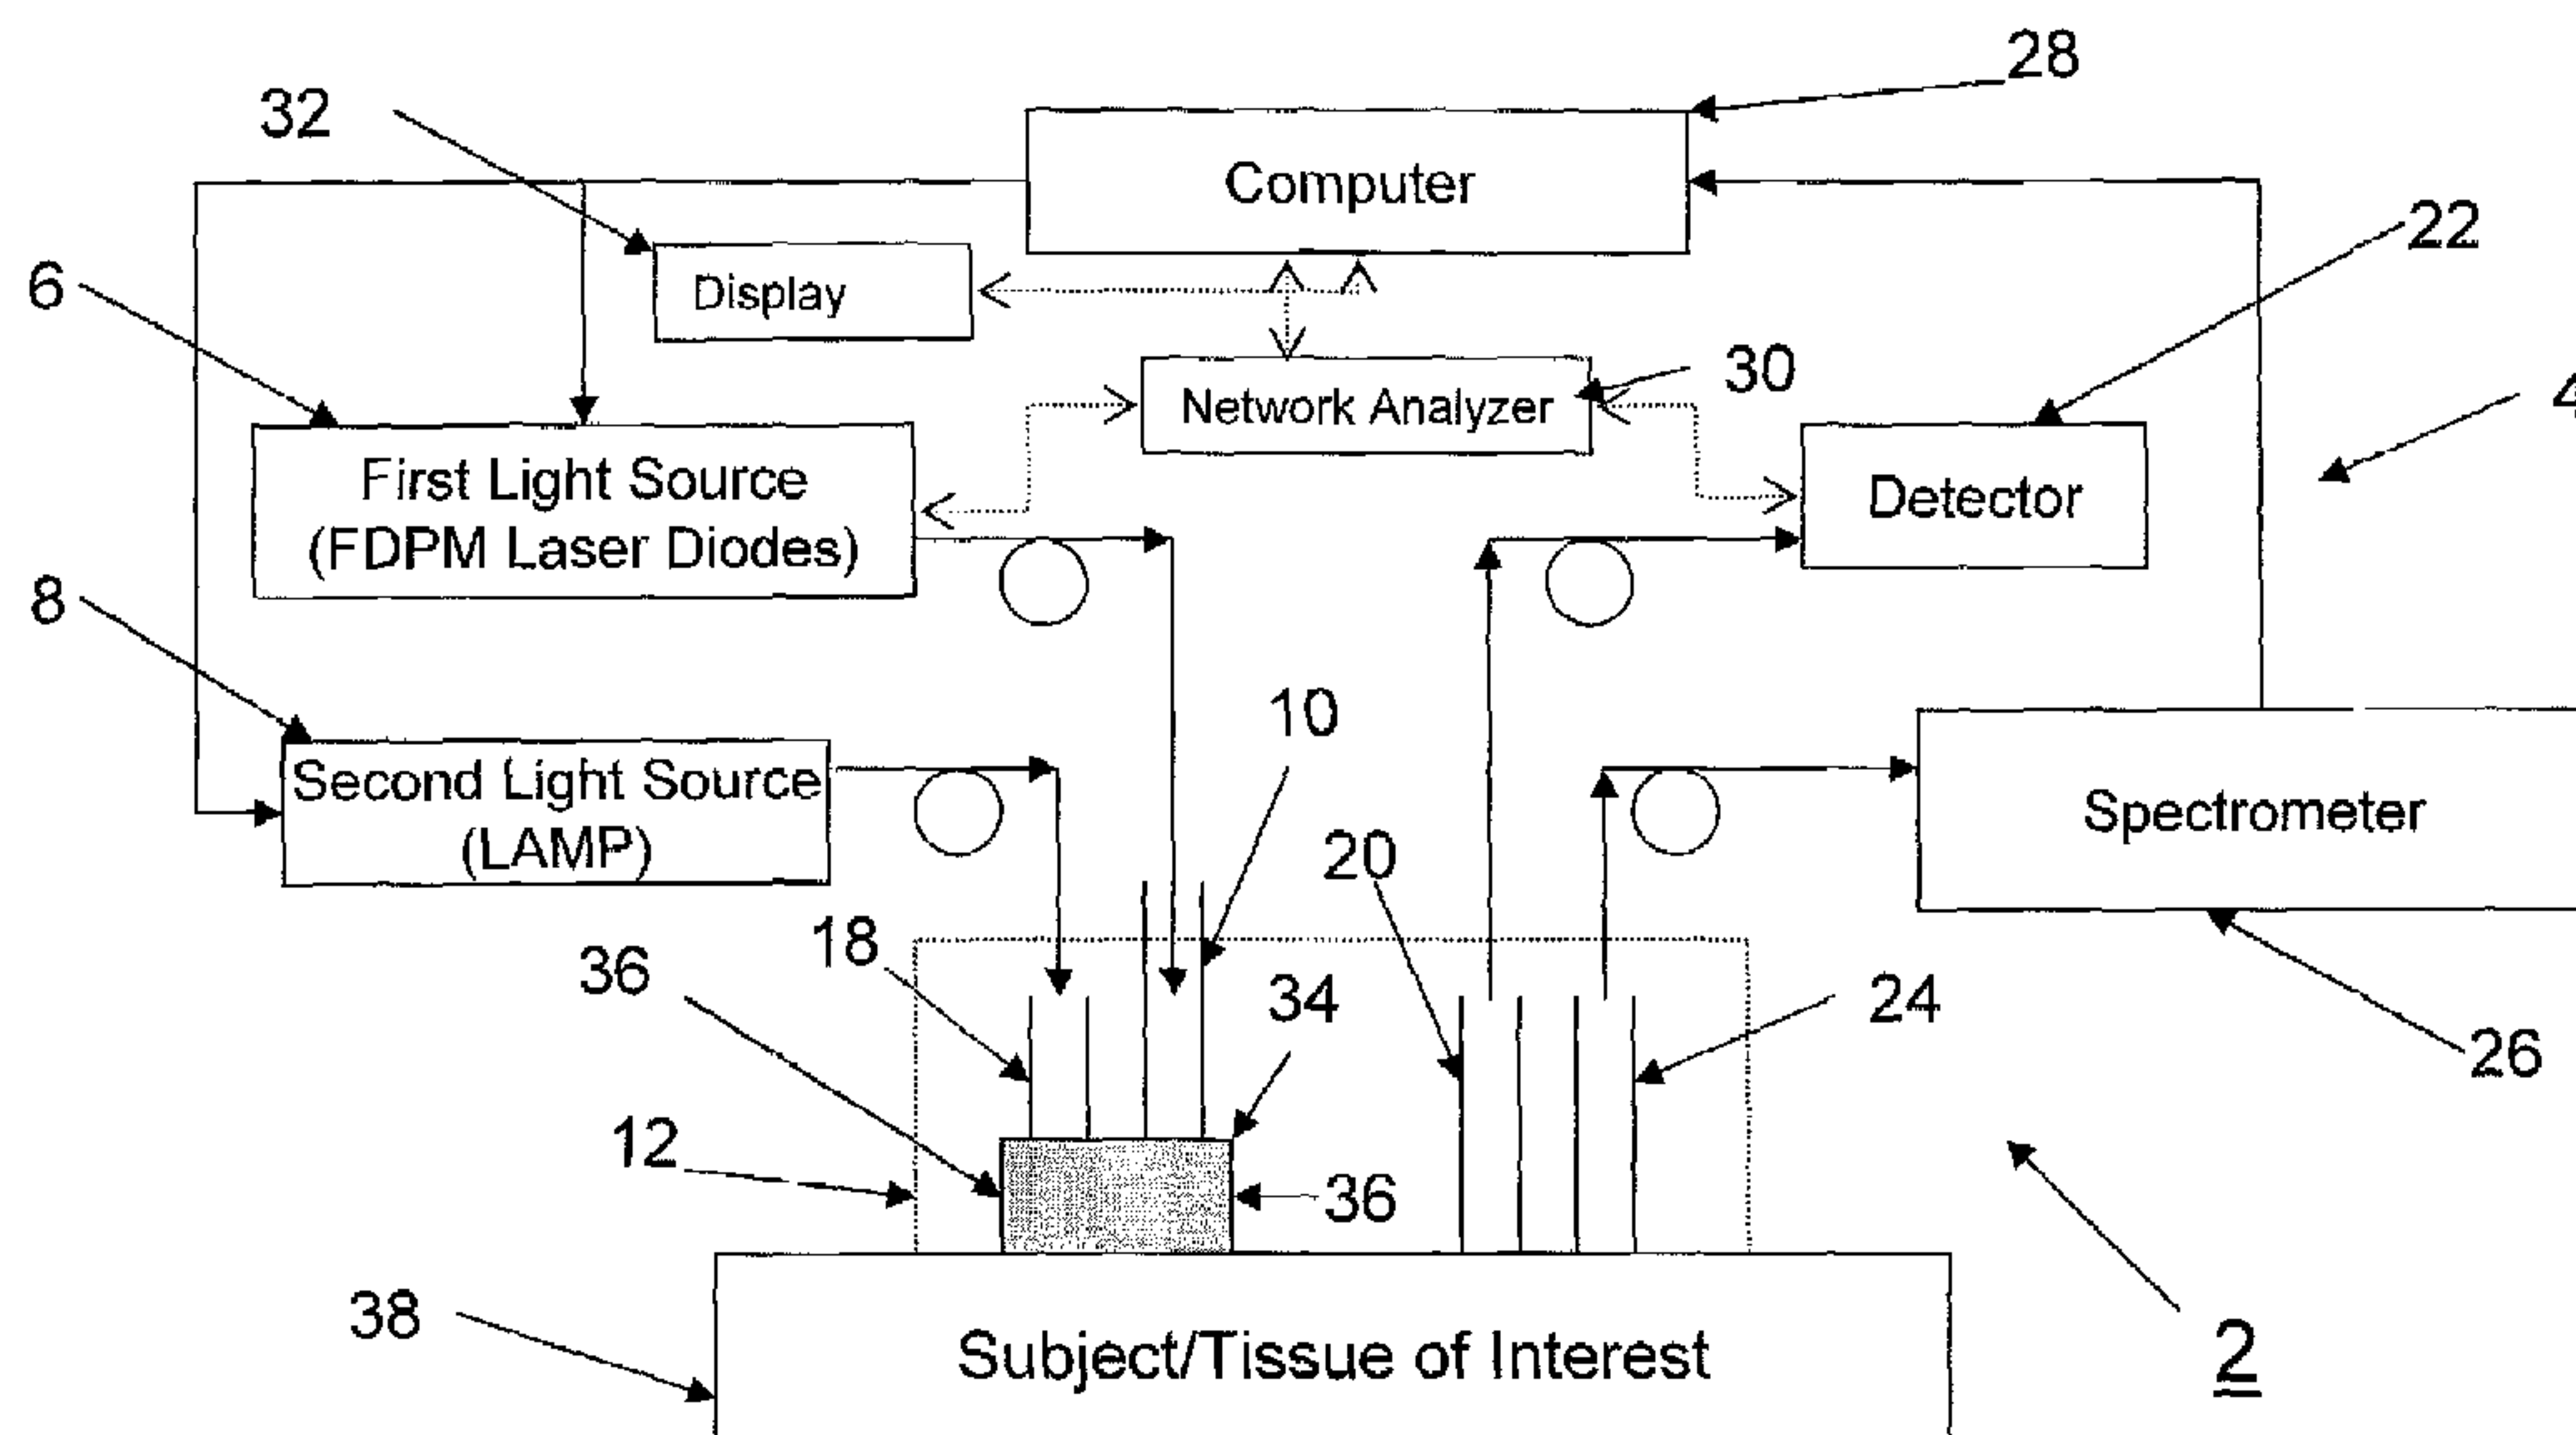 28
32
Computer
22
6
Display
30
4
Network Analyzer
First Light Source
(FDPM Laser Diodes)
Detector
8
10
Second Light Source
(LAMP)
Spectrometer
20
18
36
34
24
26
12
36
38
Subject/Tissue of Interest
2